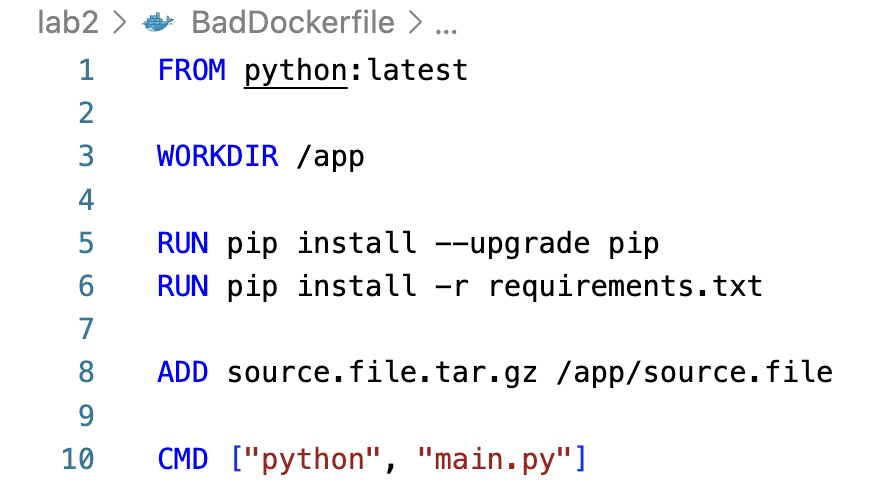 lab2 > BadDockerfile > ...
1 FROM python:latest
2
3 WORKDIR /app
4
5 RUN pip install --upgrade pip
6 RUN pip install -r requirements.txt
7
8 ADD source.file.tar.gz /app/source.file
9
10 CMD ["python", "main.py"]